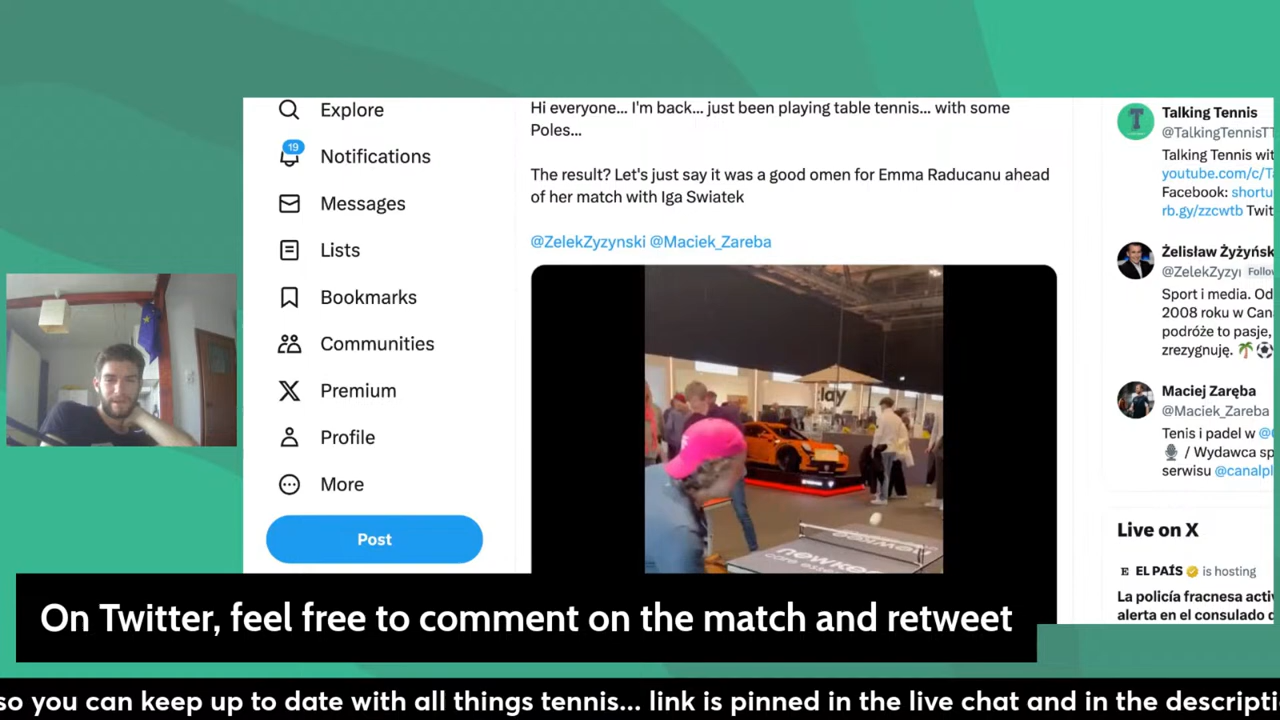 Explore
19
Notifications
Messages
Lists
Bookmarks
Communities
Premium
Profile
More
Post
Hi everyone... I'm back... just been playing table tennis... with some
Poles...
The result? Let's just say it was a good omen for Emma Raducanu ahead
of her match with Iga Swiatek
@ZelekZyzynski @Maciek_Zareba
Talking Tennis
@TalkingTennisTT
Talking Tennis wit
youtube.com/c/T
Facebook: shortu
rb.gy/zzcwtb Twit
Żelisław Żyżyńsk
@ZelekZyzyı Follow
Sport i media. Od
2008 roku w Can
podróże to pasje,
zrezygnuję.
Maciej Zaręba
@Maciek_Zareba
Tenis i padel w @
/ Wydawca sp
serwisu @canalpl
Live on X
E EL PAÍS is hosting
La policía fracnesa activ
alerta en el consulado d
On Twitter, feel free to comment on the match and retweet
so you can keep up to date with all things tennis... link is pinned in the live chat and in the descripti